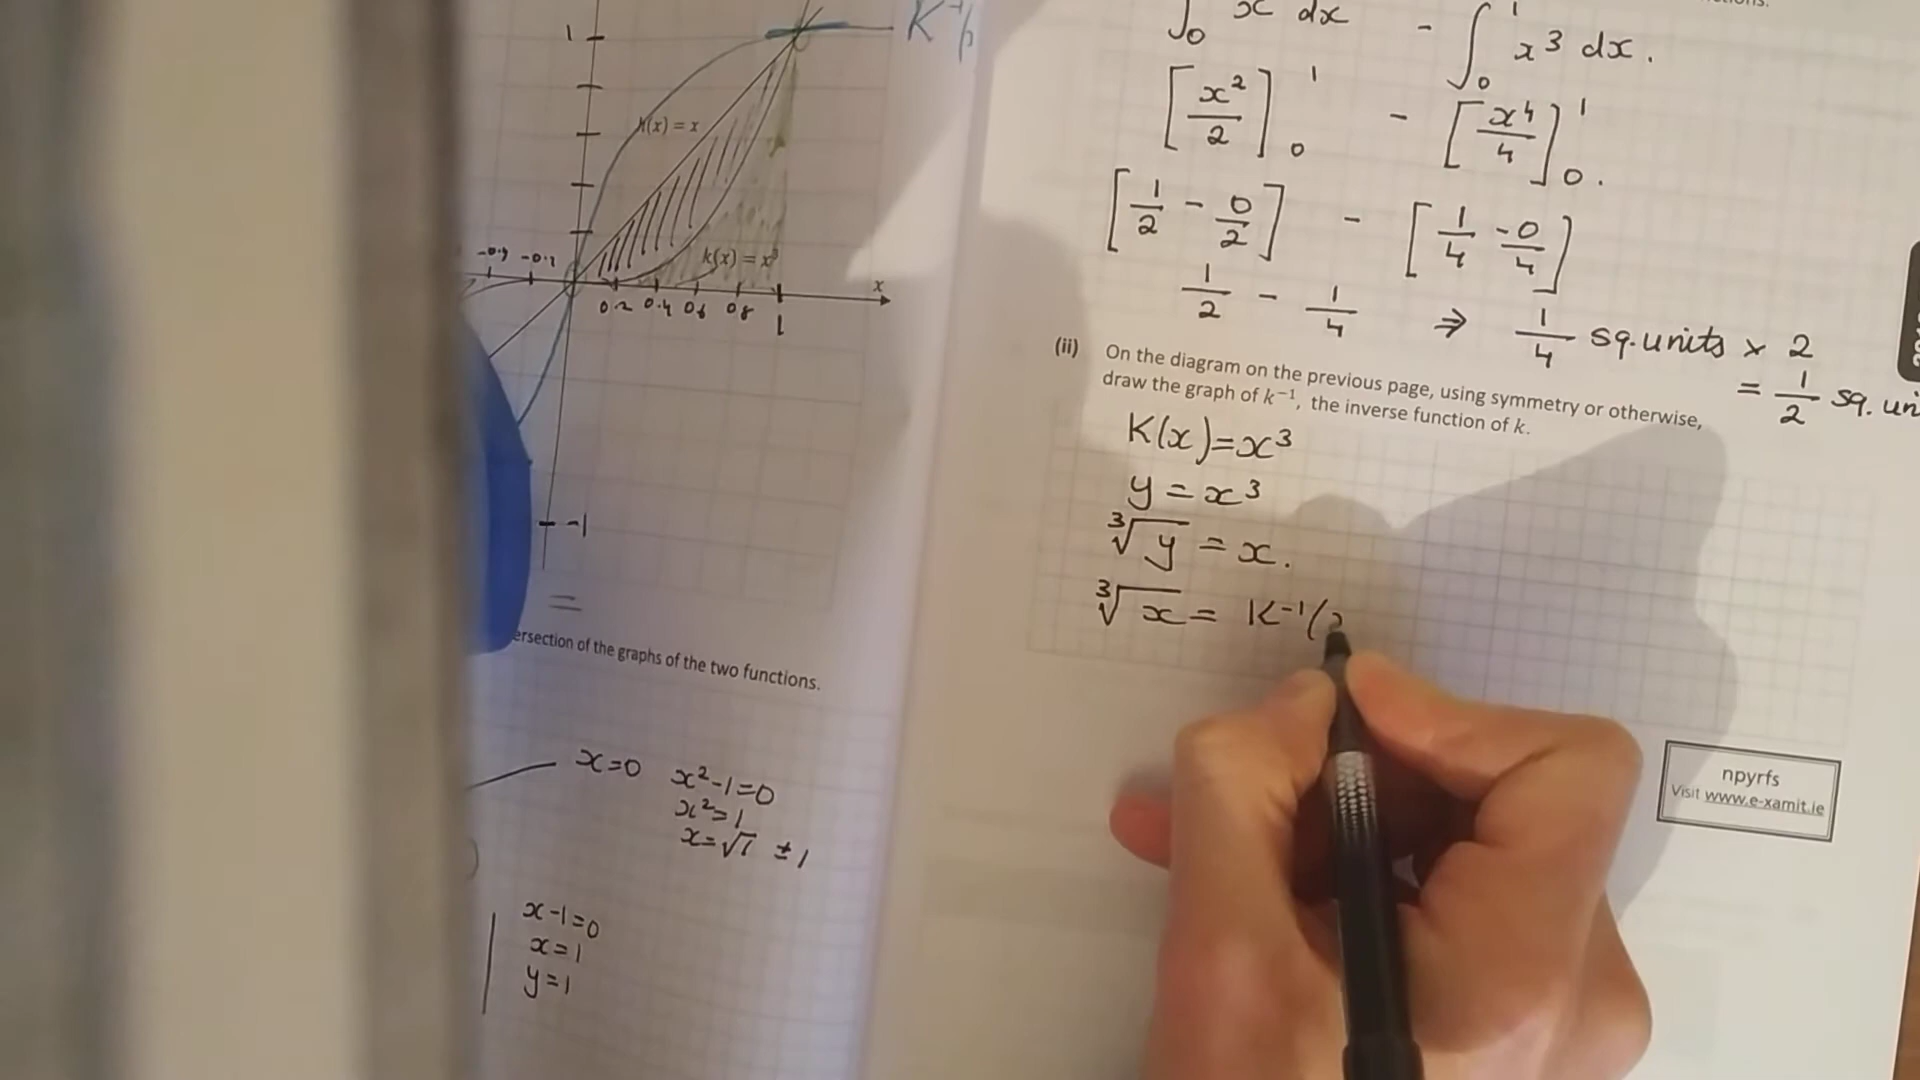 1
h(x) = x
k(x) = x³
-0.4 -0.2
0.2 0.4 0.6 0.8 1
x
-1
=
ersection of the graphs of the two functions.
x=0 x²-1=0
x²=1
x=√1 ±1
x-1=0
x=1
y=1
∫₀ x dx - ∫₀¹ x³ dx.
[x²/2]₀¹ - [x⁴/4]₀¹.
[1/2 - 0/2] - [1/4 - 0/4]
1/2 - 1/4 ⇒ 1/4 sq.units × 2
= 1/2 sq. un
(ii) On the diagram on the previous page, using symmetry or otherwise,
draw the graph of k⁻¹, the inverse function of k.
K(x)=x³
y = x³
³√y = x.
³√x = K⁻¹(
npyrfs
Visit www.e-xamit.ie